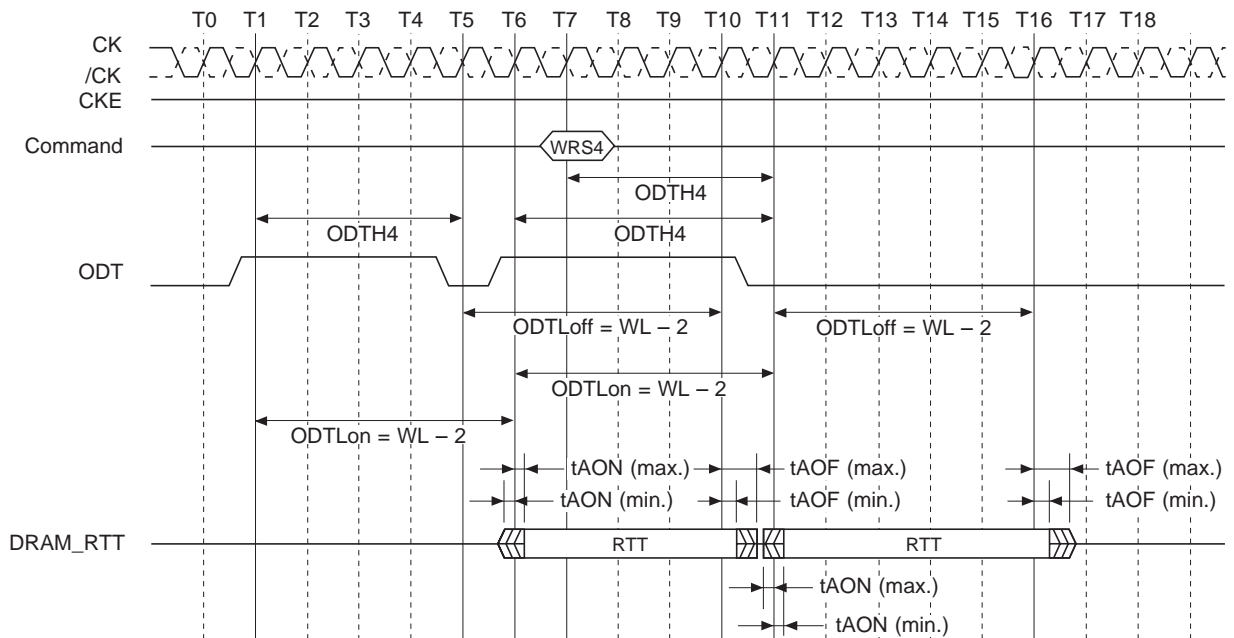 T0 T1 T2 T3 T4 T5 T6 T7 T8 T9 T10 T11 T12 T13 T14 T15 T16 T17 T18
CK
/CK
CKE
Command
WRS4
ODTH4
ODTH4
ODTH4
ODT
ODTLoff = WL – 2
ODTLoff = WL – 2
ODTLon = WL – 2
ODTLon = WL – 2
tAON (max.)
tAOF (max.)
tAOF (max.)
tAON (min.)
tAOF (min.)
tAOF (min.)
DRAM_RTT
RTT
RTT
tAON (max.)
tAON (min.)